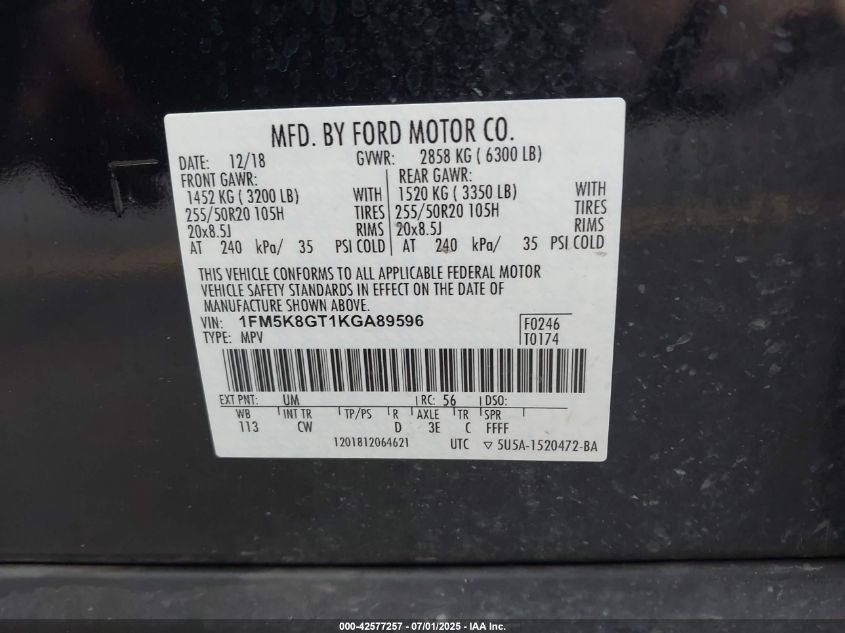 MFD. BY FORD MOTOR CO.
DATE: 12/18 GVWR: 2858 KG ( 6300 LB)
FRONT GAWR: REAR GAWR:
1452 KG ( 3200 LB) WITH 1520 KG ( 3350 LB) WITH
255/50R20 105H TIRES 255/50R20 105H TIRES
20x8.5J RIMS 20x8.5J RIMS
AT 240 kPa/ 35 PSI COLD AT 240 kPa/ 35 PSI COLD
THIS VEHICLE CONFORMS TO ALL APPLICABLE FEDERAL MOTOR
VEHICLE SAFETY STANDARDS IN EFFECT ON THE DATE OF
MANUFACTURE SHOWN ABOVE.
VIN: 1FM5K8GT1KGA89596 F0246
TYPE: MPV T0174
EXT PNT: UM RC: 56 DSO:
WB INT TR TP/PS R AXLE TR SPR
113 CW D 3E C FFFF
1201812064621 UTC ▽ 5U5A-1520472-BA
000-42577257 / 07/01/2025 - IAA Inc.